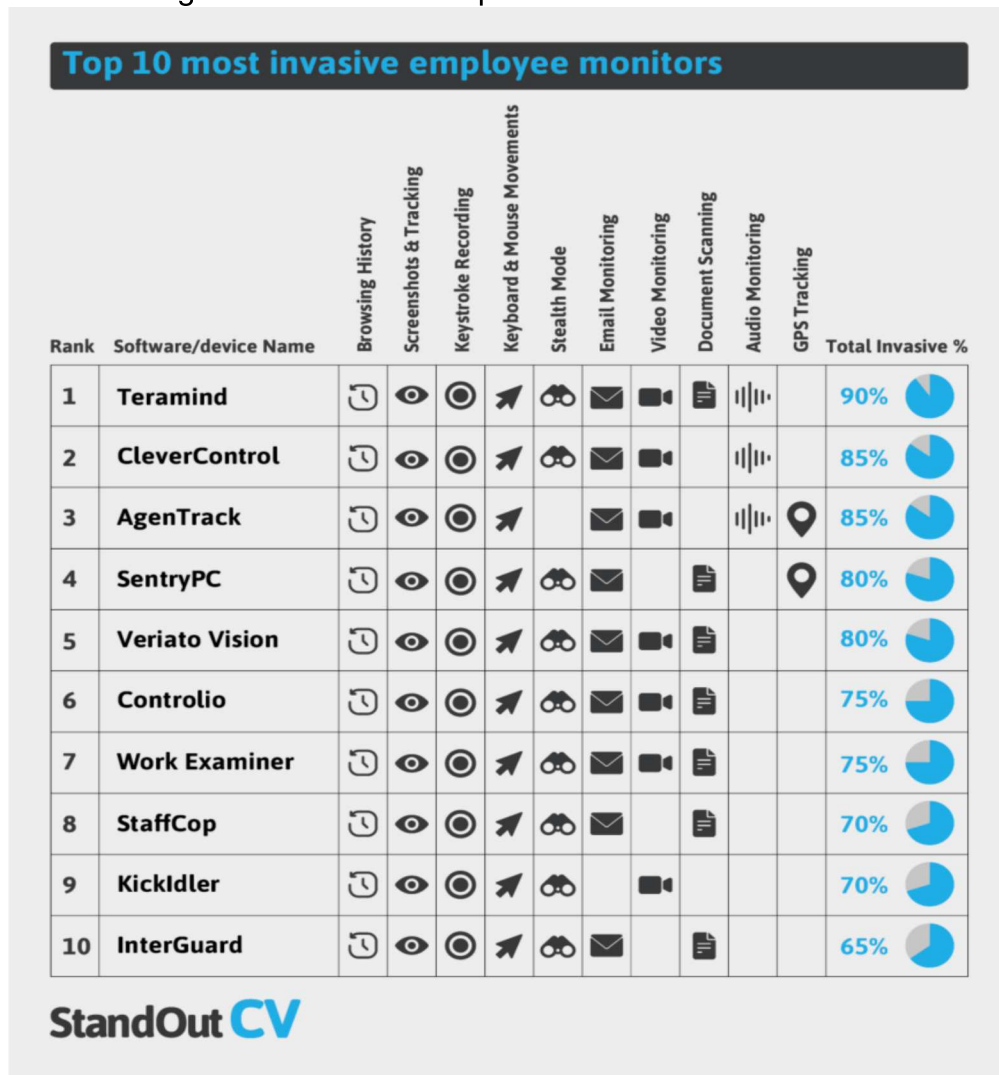 Top 10 most invasive employee monitors
Rank Software/device Name Browsing History Screenshots & Tracking Keystroke Recording Keyboard & Mouse Movements Stealth Mode Email Monitoring Video Monitoring Document Scanning Audio Monitoring GPS Tracking Total Invasive %
1 Teramind 90%
2 CleverControl 85%
3 AgenTrack 85%
4 SentryPC 80%
5 Veriato Vision 80%
6 Controlio 75%
7 Work Examiner 75%
8 StaffCop 70%
9 KickIdler 70%
10 InterGuard 65%
StandOut CV